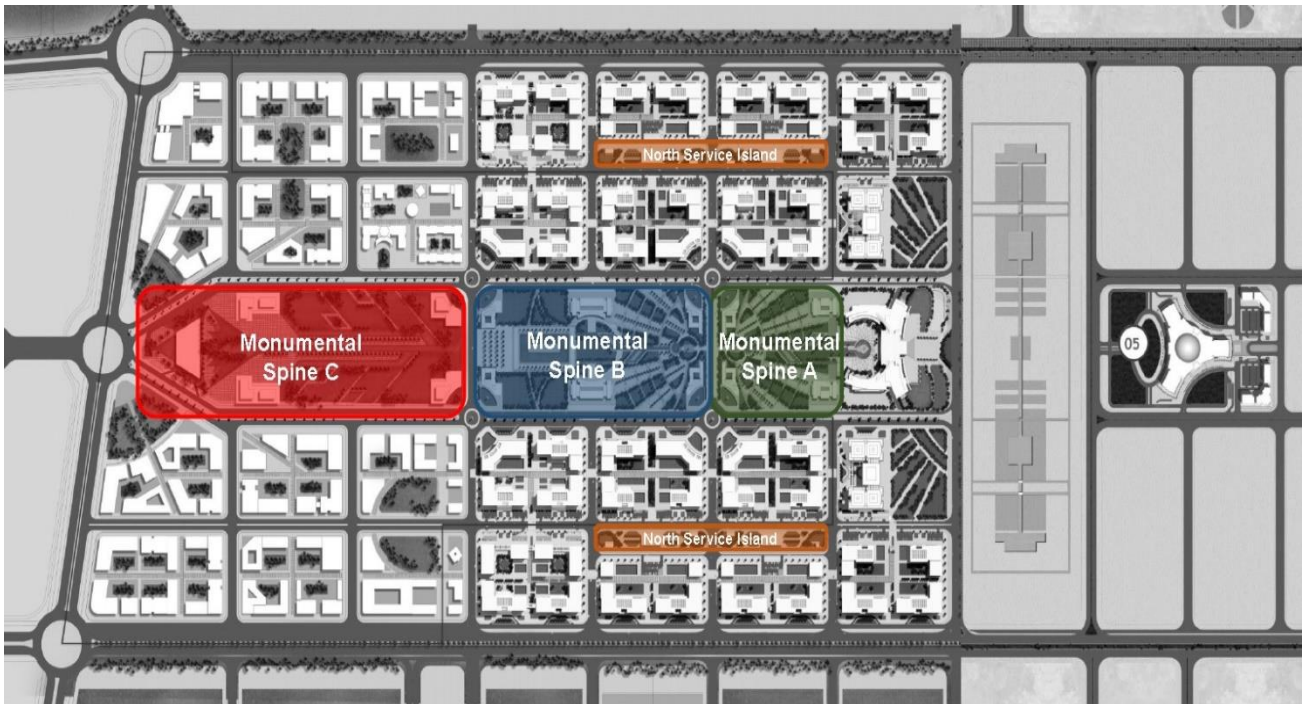 North Service Island
Monumental
Spine C
Monumental
Spine B
Monumental
Spine A
05
North Service Island